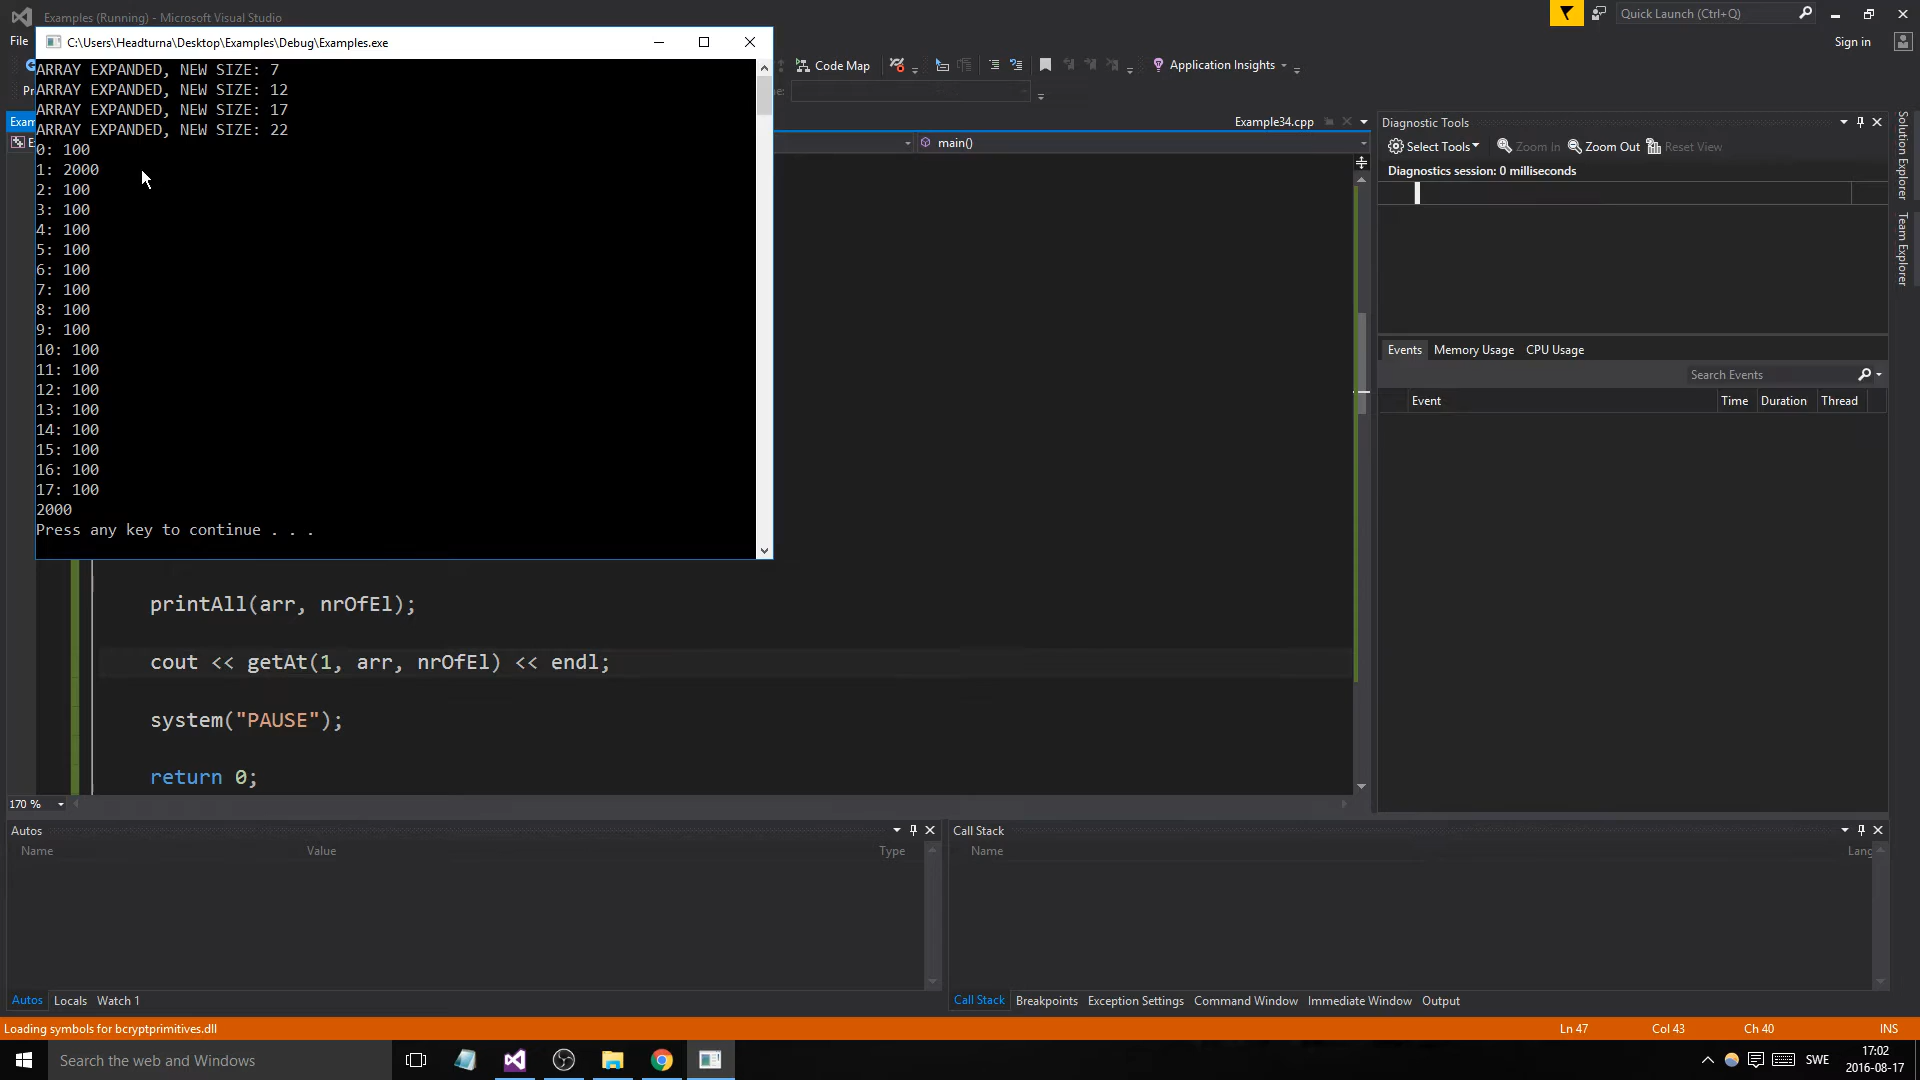 Examples (Running) - Microsoft Visual Studio
Quick Launch (Ctrl+Q)
File
Sign in
C:\Users\Headturna\Desktop\Examples\Debug\Examples.exe
Code Map
Application Insights
ARRAY EXPANDED, NEW SIZE: 7
ARRAY EXPANDED, NEW SIZE: 12
ARRAY EXPANDED, NEW SIZE: 17
ARRAY EXPANDED, NEW SIZE: 22
0: 100
1: 2000
2: 100
3: 100
4: 100
5: 100
6: 100
7: 100
8: 100
9: 100
10: 100
11: 100
12: 100
13: 100
14: 100
15: 100
16: 100
17: 100
2000
Press any key to continue . . .
Example34.cpp
main()
printAll(arr, nrOfEl);
cout << getAt(1, arr, nrOfEl) << endl;
system("PAUSE");
return 0;
170 %
Diagnostic Tools
Select Tools Zoom In Zoom Out Reset View
Diagnostics session: 0 milliseconds
Events Memory Usage CPU Usage
Search Events
Event Time Duration Thread
Solution Explorer
Team Explorer
Autos
Name Value Type
Autos Locals Watch 1
Call Stack
Name Lang
Call Stack Breakpoints Exception Settings Command Window Immediate Window Output
Loading symbols for bcryptprimitives.dll
Ln 47 Col 43 Ch 40 INS
Search the web and Windows
SWE
17:02
2016-08-17